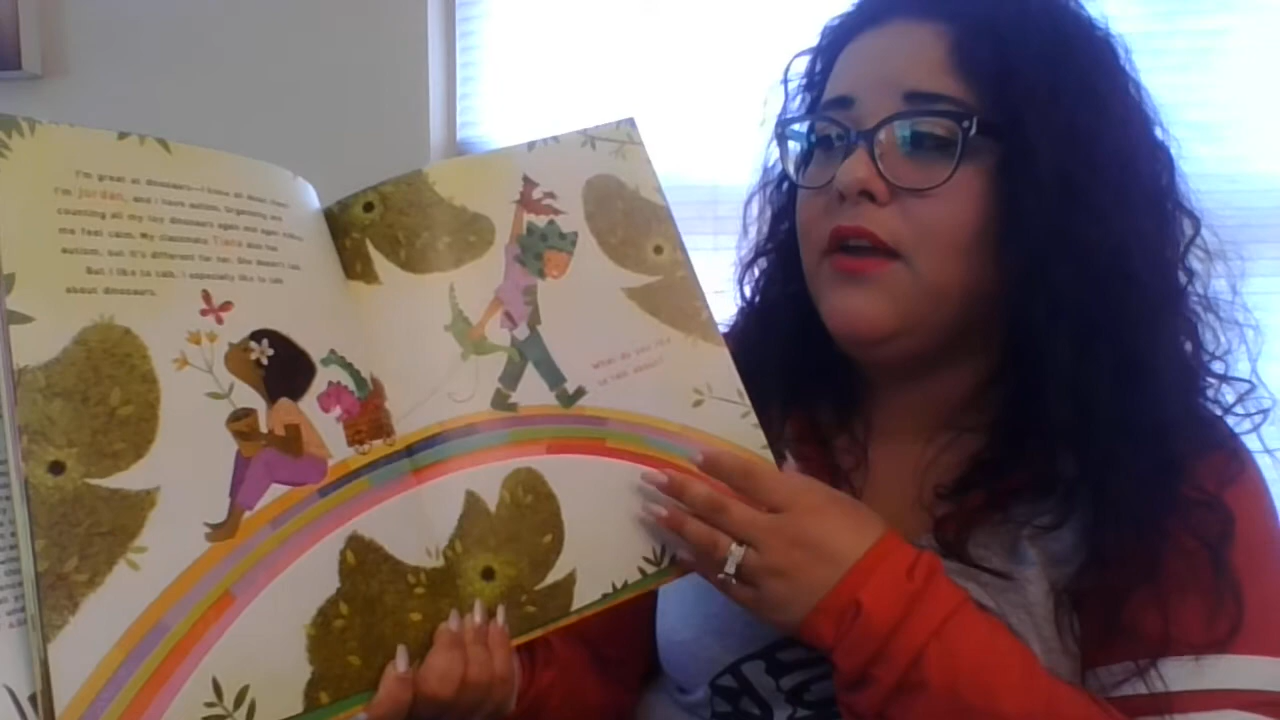 I'm great at dinosaurs—I know all about them!
I'm Jordan, and I have autism. Organizing and
counting all my toy dinosaurs again and again makes
me feel calm. My classmate Tiana also has
autism, but it's different for her. She doesn't talk.
But I like to talk. I especially like to talk
about dinosaurs.
What do you like
to talk about?